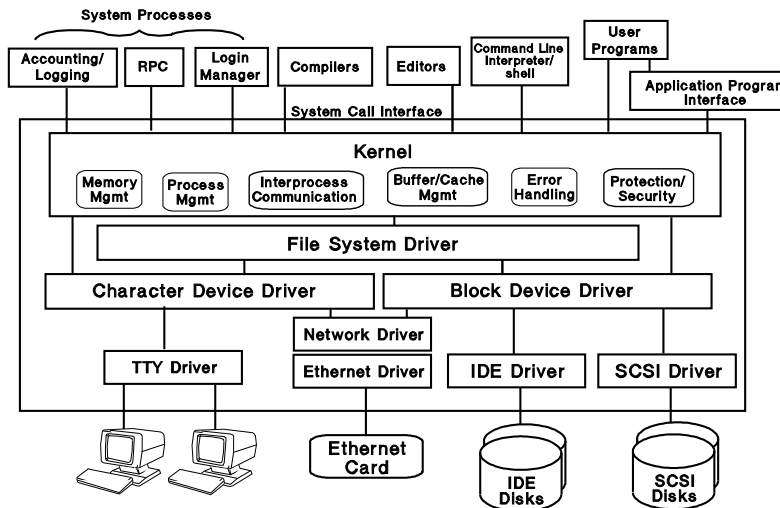 System Processes
Accounting/
Logging
RPC
Login
Manager
Compilers
Editors
Command Line
Interpreter/
shell
User
Programs
Application Program
Interface
System Call Interface
Kernel
Memory
Mgmt
Process
Mgmt
Interprocess
Communication
Buffer/Cache
Mgmt
Error
Handling
Protection/
Security
File System Driver
Character Device Driver
Block Device Driver
Network Driver
TTY Driver
Ethernet Driver
IDE Driver
SCSI Driver
Ethernet
Card
IDE
Disks
SCSI
Disks